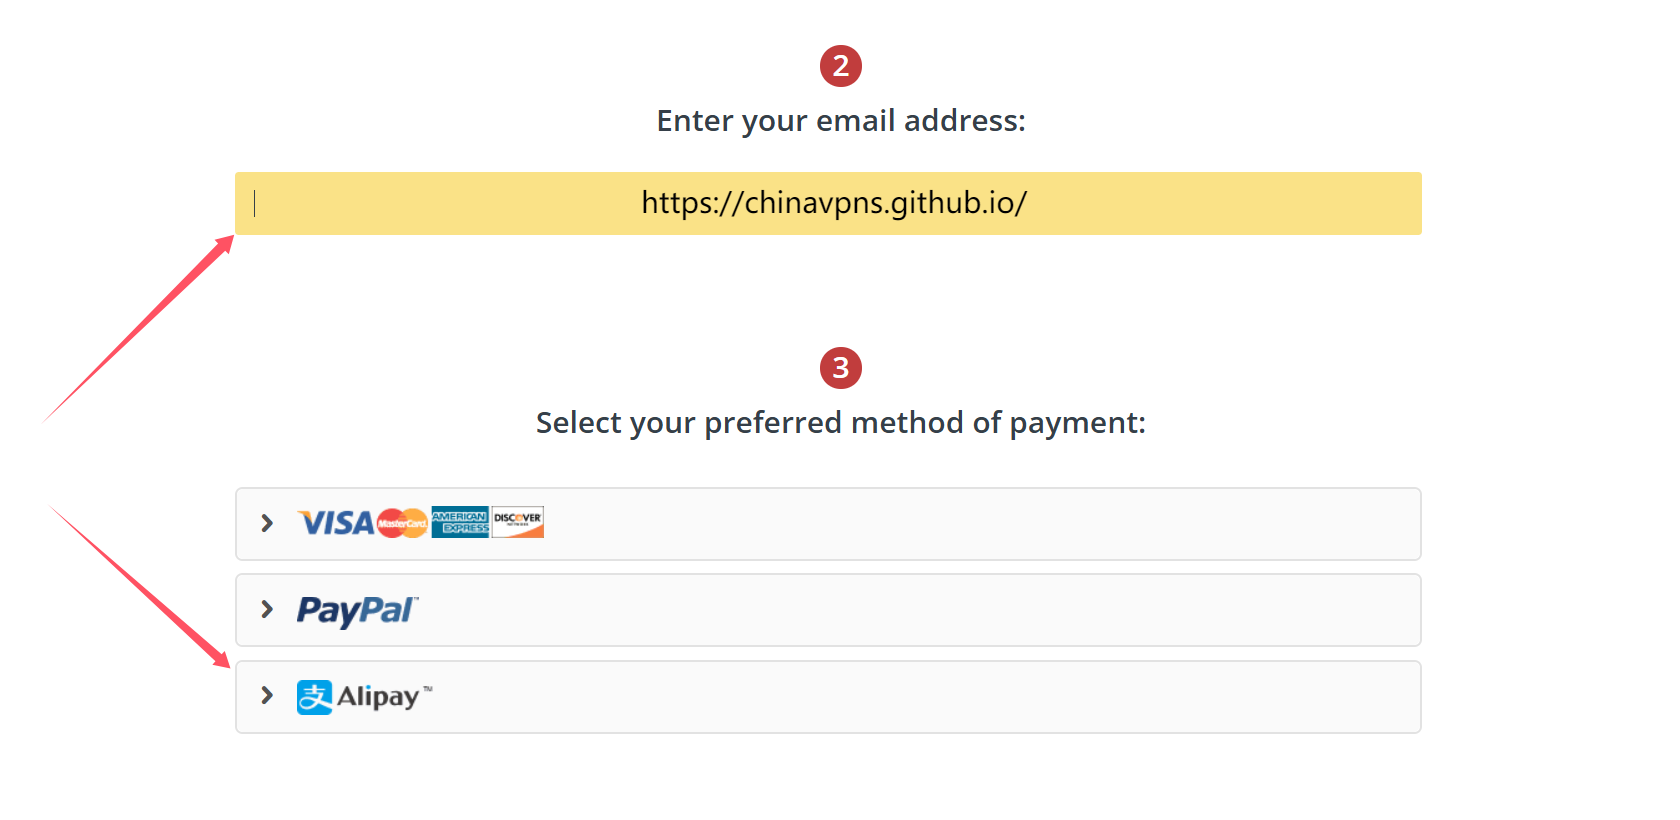 2
Enter your email address:
https://chinavpns.github.io/
3
Select your preferred method of payment:
VISA MasterCard AMERICAN EXPRESS DISCOVER
PayPal™
支 Alipay™